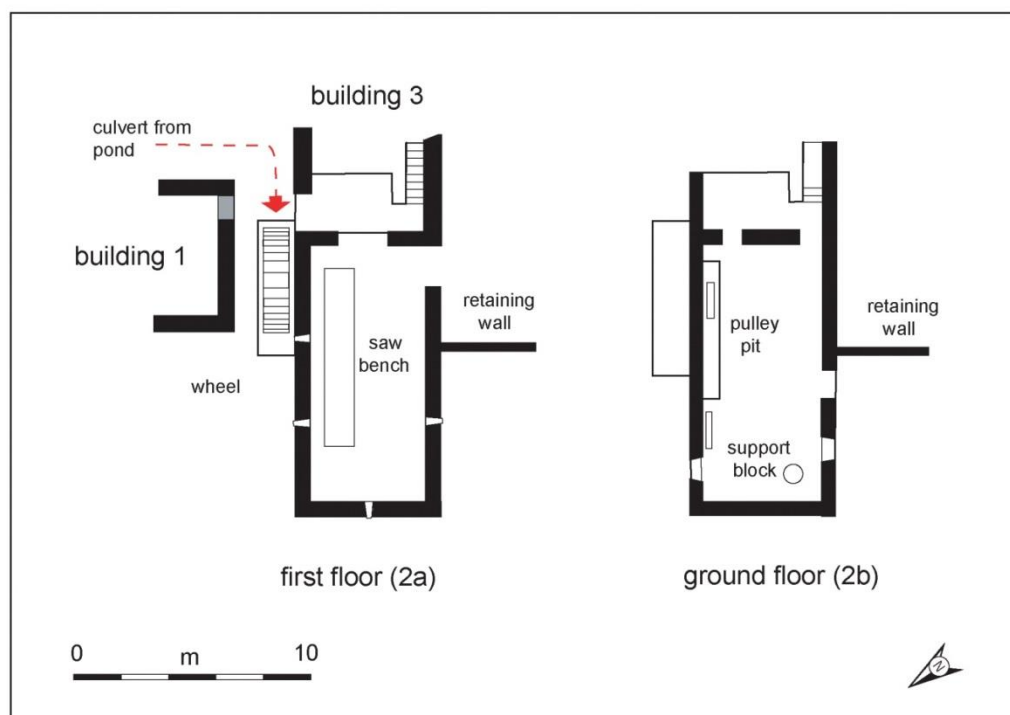 building 3
culvert from
pond
building 1
retaining
wall
saw
bench
wheel
pulley
pit
retaining
wall
support
block
first floor (2a)
ground floor (2b)
0 m 10
N